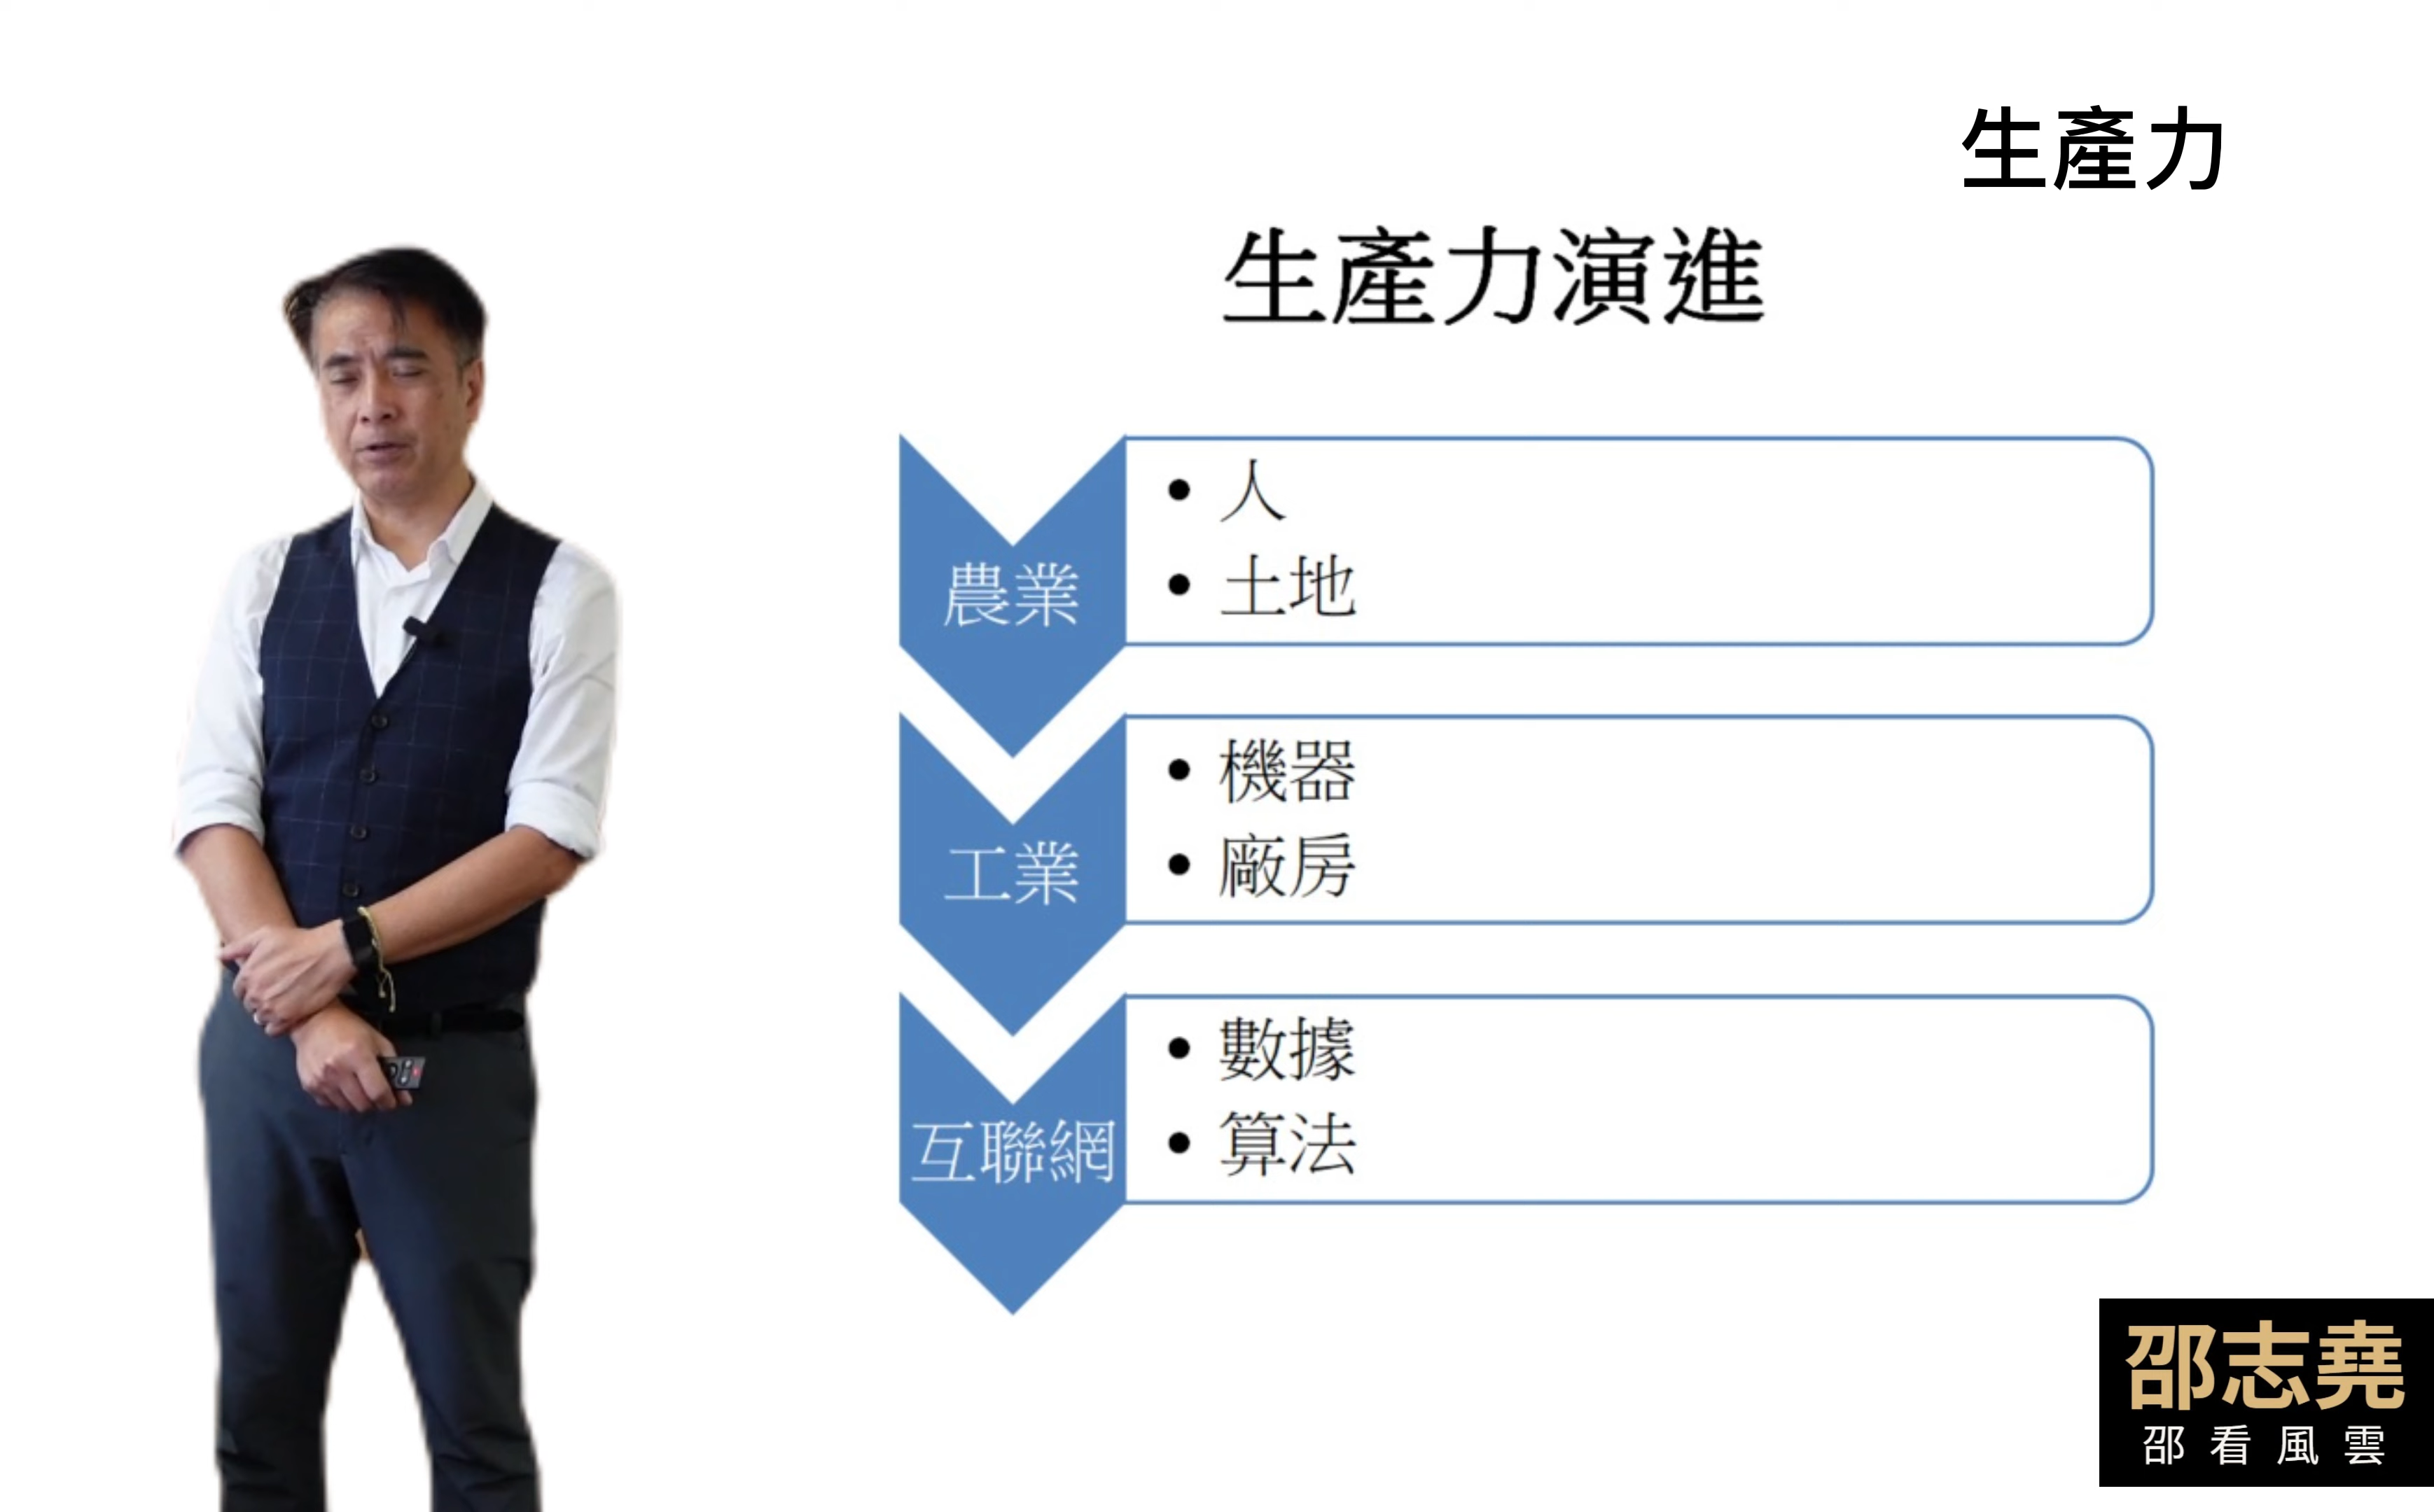 生產力
生產力演進
農業
• 人
• 土地
工業
• 機器
• 廠房
互聯網
• 數據
• 算法
邵志堯
邵看風雲